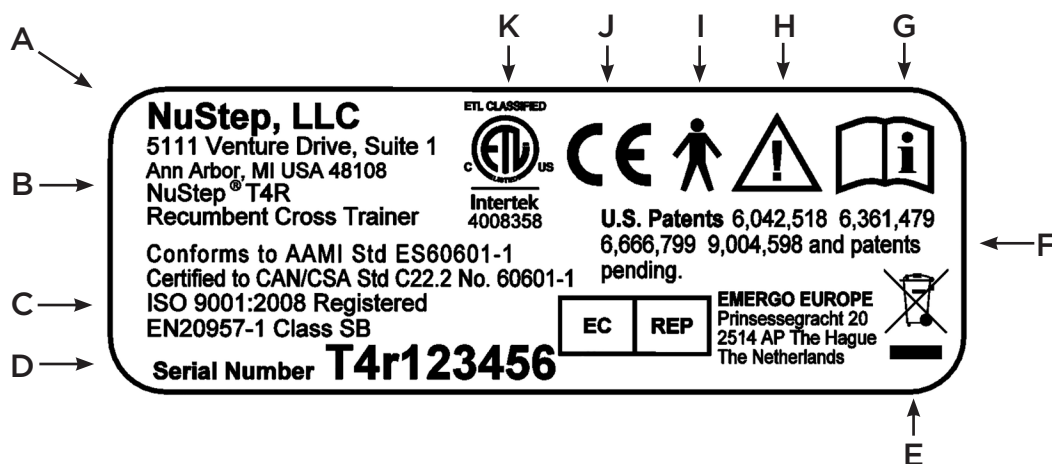 A
K
J
I
H
G
B
C
D
F
E
NuStep, LLC
5111 Venture Drive, Suite 1
Ann Arbor, MI USA 48108
NuStep® T4R
Recumbent Cross Trainer
Conforms to AAMI Std ES60601-1
Certified to CAN/CSA Std C22.2 No. 60601-1
ISO 9001:2008 Registered
EN20957-1 Class SB
Serial Number T4r123456
ETL CLASSIFIED
C ETL US
LISTED
Intertek
4008358
CE
!
i
U.S. Patents 6,042,518 6,361,479
6,666,799 9,004,598 and patents
pending.
EC REP
EMERGO EUROPE
Prinsessegracht 20
2514 AP The Hague
The Netherlands